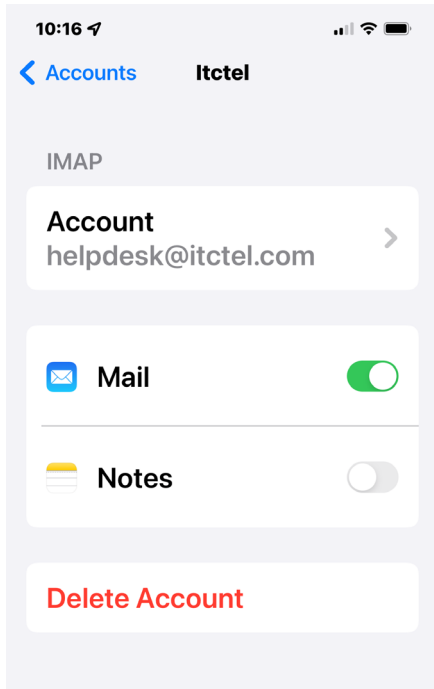 10:16
Accounts
Itctel
IMAP
Account
helpdesk@itctel.com
Mail
Notes
Delete Account